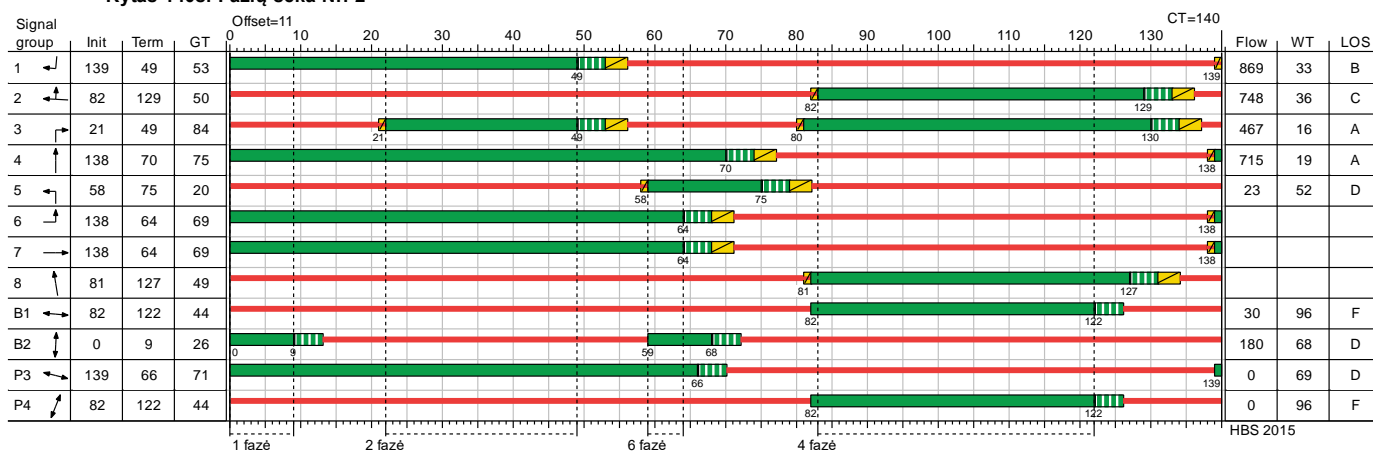 Signal group Init Term GT Offset=11 CT=140 Flow WT LOS
0 10 20 30 40 50 60 70 80 90 100 110 120 130
1 139 49 53 49 139 869 33 B
2 82 129 50 82 129 748 36 C
3 21 49 84 21 49 80 130 467 16 A
4 138 70 75 70 138 715 19 A
5 58 75 20 58 75 23 52 D
6 138 64 69 64 138
7 138 64 69 64 138
8 81 127 49 81 127
B1 82 122 44 82 122 30 96 F
B2 0 9 26 0 9 59 68 180 68 D
P3 139 66 71 66 139 0 69 D
P4 82 122 44 82 122 0 96 F
HBS 2015
1 fazė 2 fazė 6 fazė 4 fazė